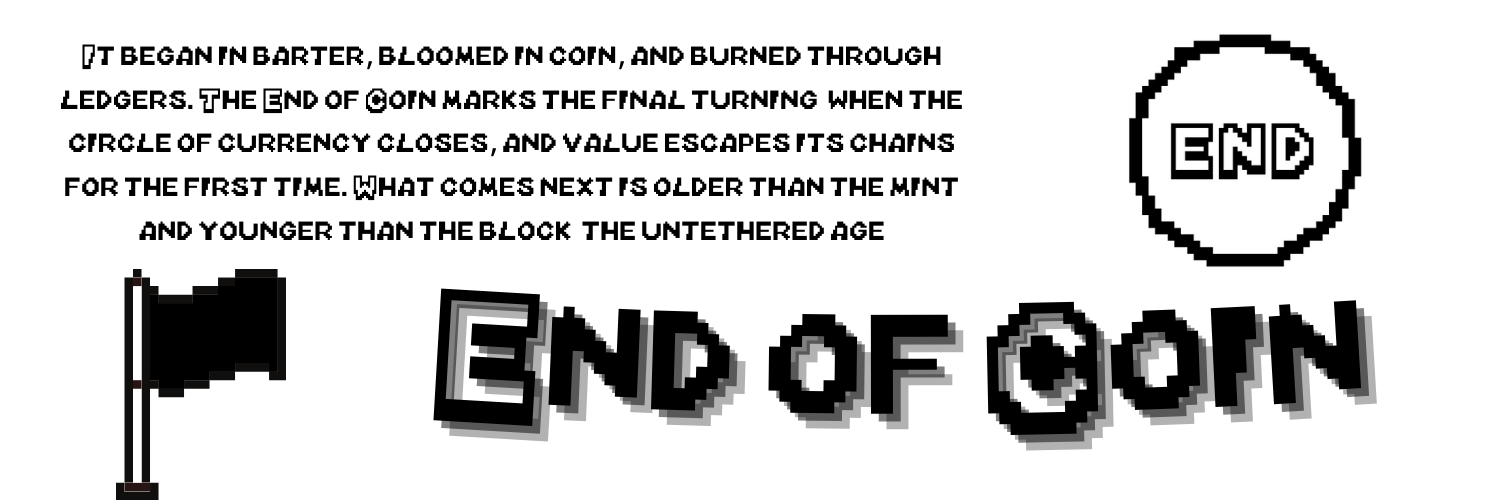 It began in barter, bloomed in coin, and burned through
ledgers. The End of Coin marks the final turning when the
circle of currency closes, and value escapes its chains
for the first time. What comes next is older than the mint
and younger than the block the untethered age
END
End of Coin